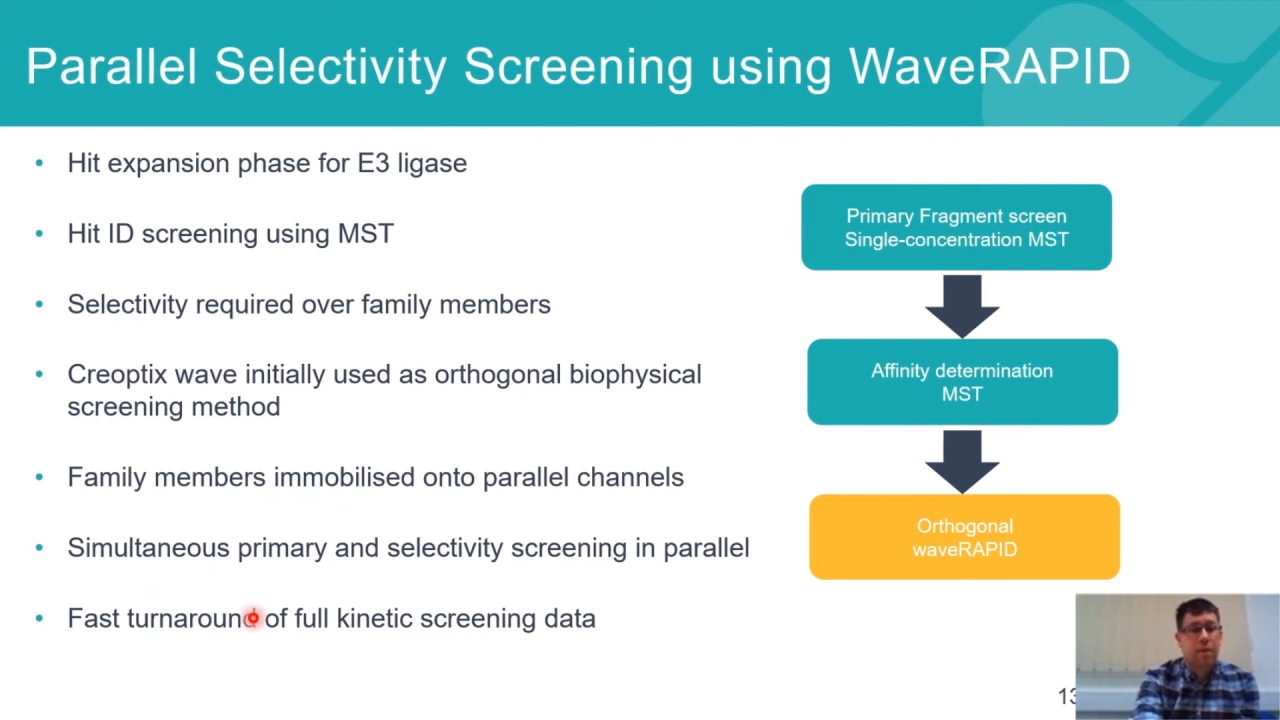 Parallel Selectivity Screening using WaveRAPID
• Hit expansion phase for E3 ligase
• Hit ID screening using MST
• Selectivity required over family members
• Creoptix wave initially used as orthogonal biophysical
screening method
• Family members immobilised onto parallel channels
• Simultaneous primary and selectivity screening in parallel
• Fast turnaround of full kinetic screening data
Primary Fragment screen
Single-concentration MST
Affinity determination
MST
Orthogonal
waveRAPID
13